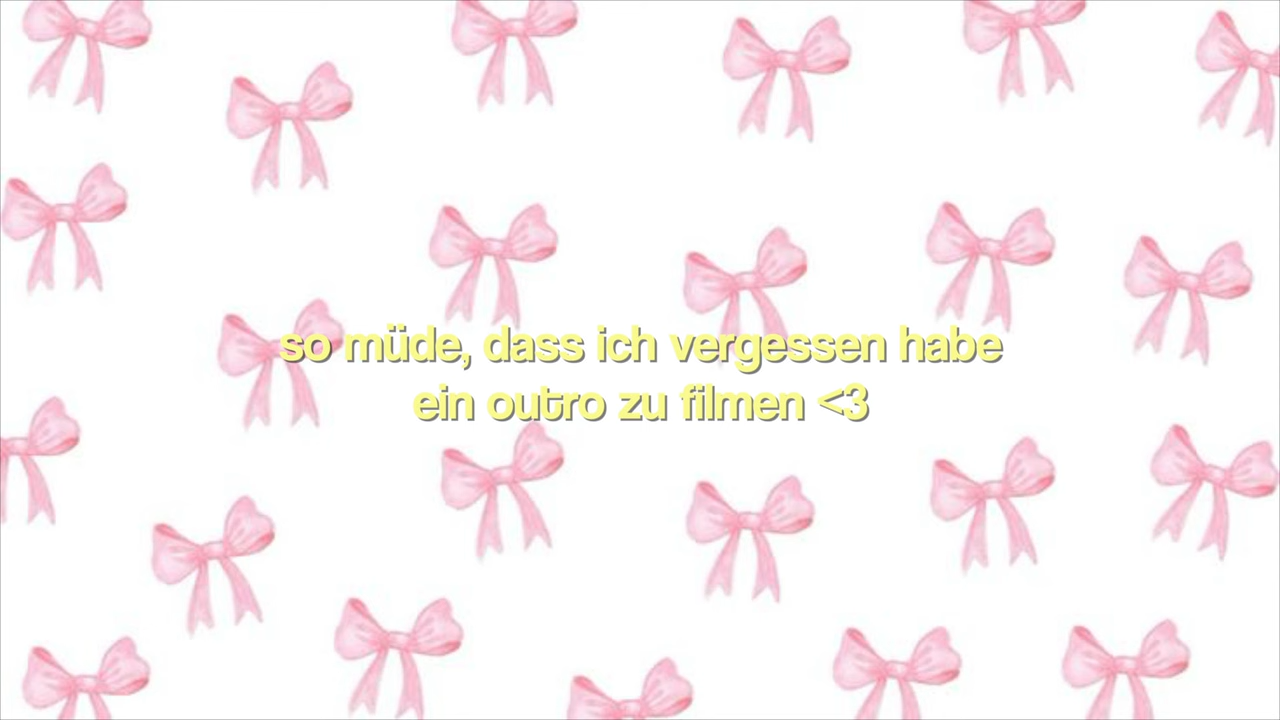 so müde, dass ich vergessen habe
ein outro zu filmen <3